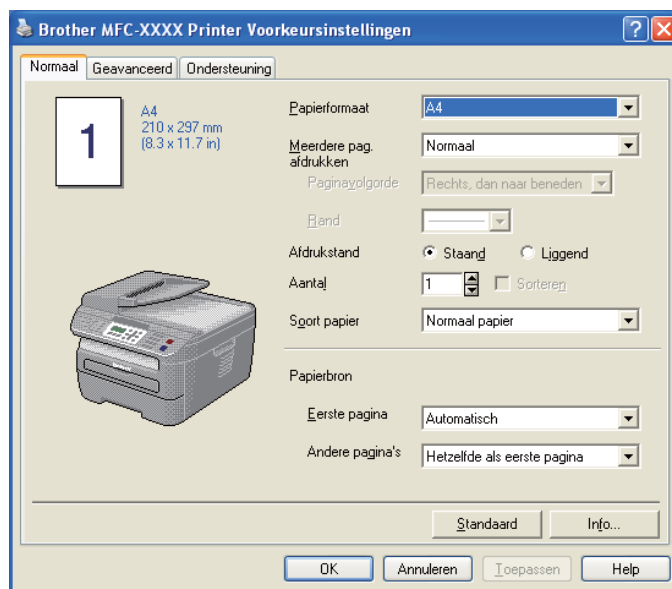 Brother MFC-XXXX Printer Voorkeursinstellingen
Normaal Geavanceerd Ondersteuning
1
A4
210 x 297 mm
(8.3 x 11.7 in)
Papierformaat A4
Meerdere pag. afdrukken Normaal
Paginavolgorde Rechts, dan naar beneden
Rand
Afdrukstand Staand Liggend
Aantal 1 Sorteren
Soort papier Normaal papier
Papierbron
Eerste pagina Automatisch
Andere pagina's Hetzelfde als eerste pagina
Standaard Info...
OK Annuleren Toepassen Help